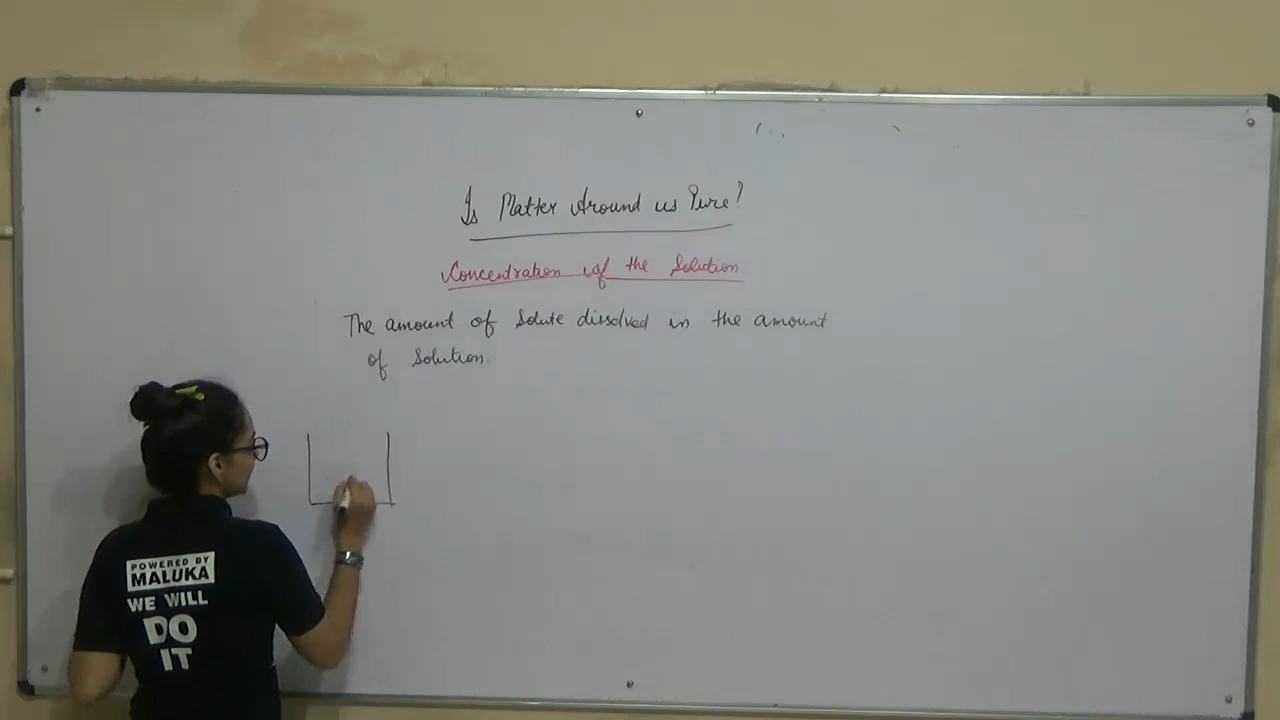 Is Matter Around us Pure?
Concentration of the Solution
The amount of Solute dissolved in the amount
of Solution.
POWERED BY
MALUKA
WE WILL
DO
IT